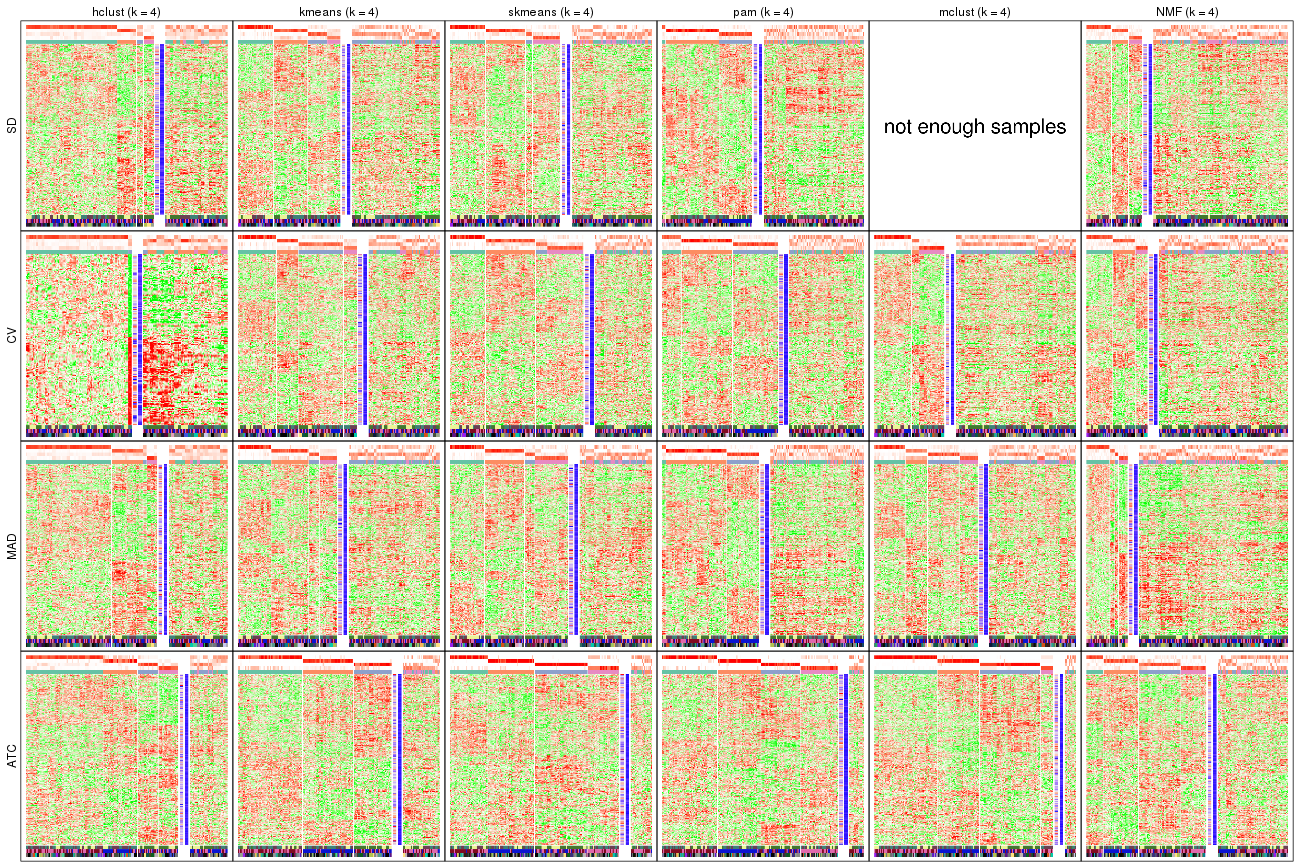 hclust (k = 4)
kmeans (k = 4)
skmeans (k = 4)
pam (k = 4)
mclust (k = 4)
NMF (k = 4)
SD
not enough samples
CV
MAD
ATC